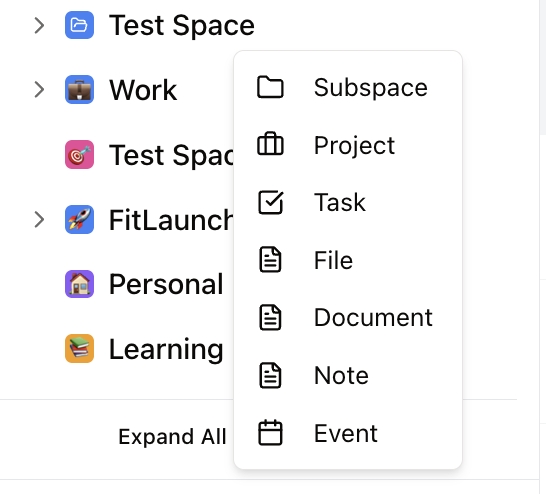 Test Space
Work
Test Spac
FitLaunch
Personal
Learning
Expand All
Subspace
Project
Task
File
Document
Note
Event